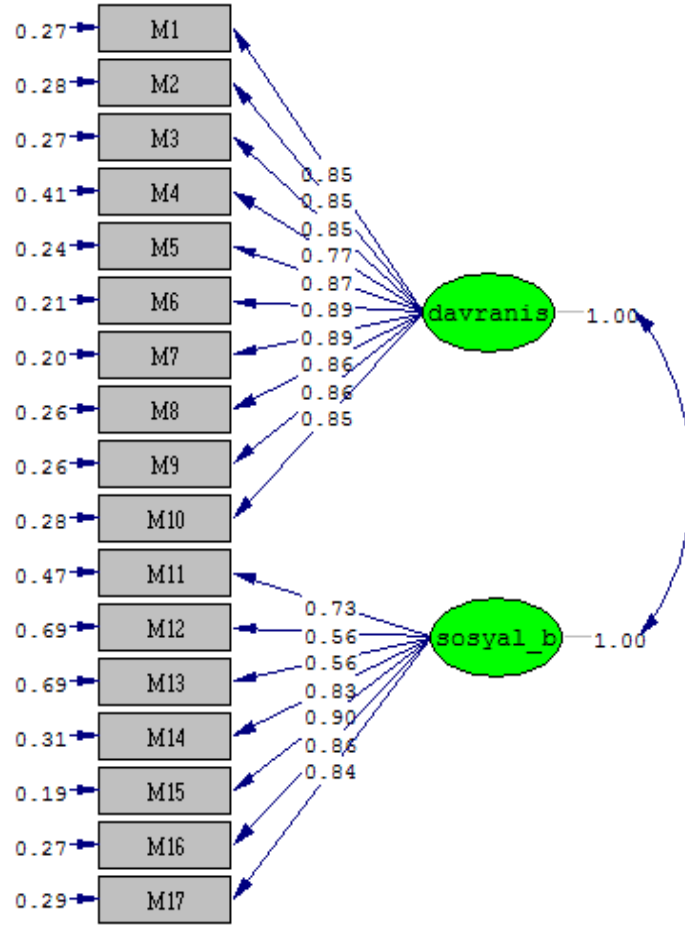 0.27 M1
0.28 M2
0.27 M3
0.85
0.41 M4
0.85
0.85
0.24 M5
0.77
0.87
0.21 M6
0.89
davranis 1.00
0.89
0.20 M7
0.86
0.26 M8
0.86
0.85
0.26 M9
0.28 M10
0.47 M11
0.73
0.69 M12
0.56
sosyal_b 1.00
0.56
0.69 M13
0.83
0.90
0.31 M14
0.86
0.84
0.19 M15
0.27 M16
0.29 M17